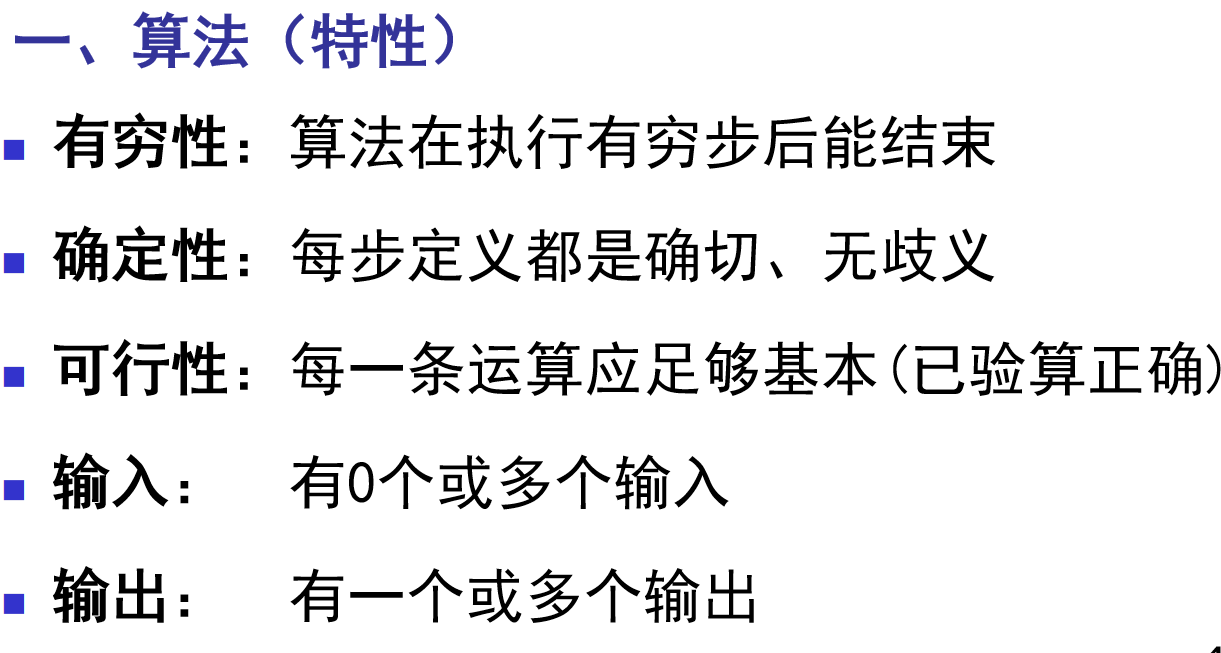 一、算法（特性）
有穷性：算法在执行有穷步后能结束
确定性：每步定义都是确切、无歧义
可行性：每一条运算应足够基本(已验算正确)
输入： 有0个或多个输入
输出： 有一个或多个输出